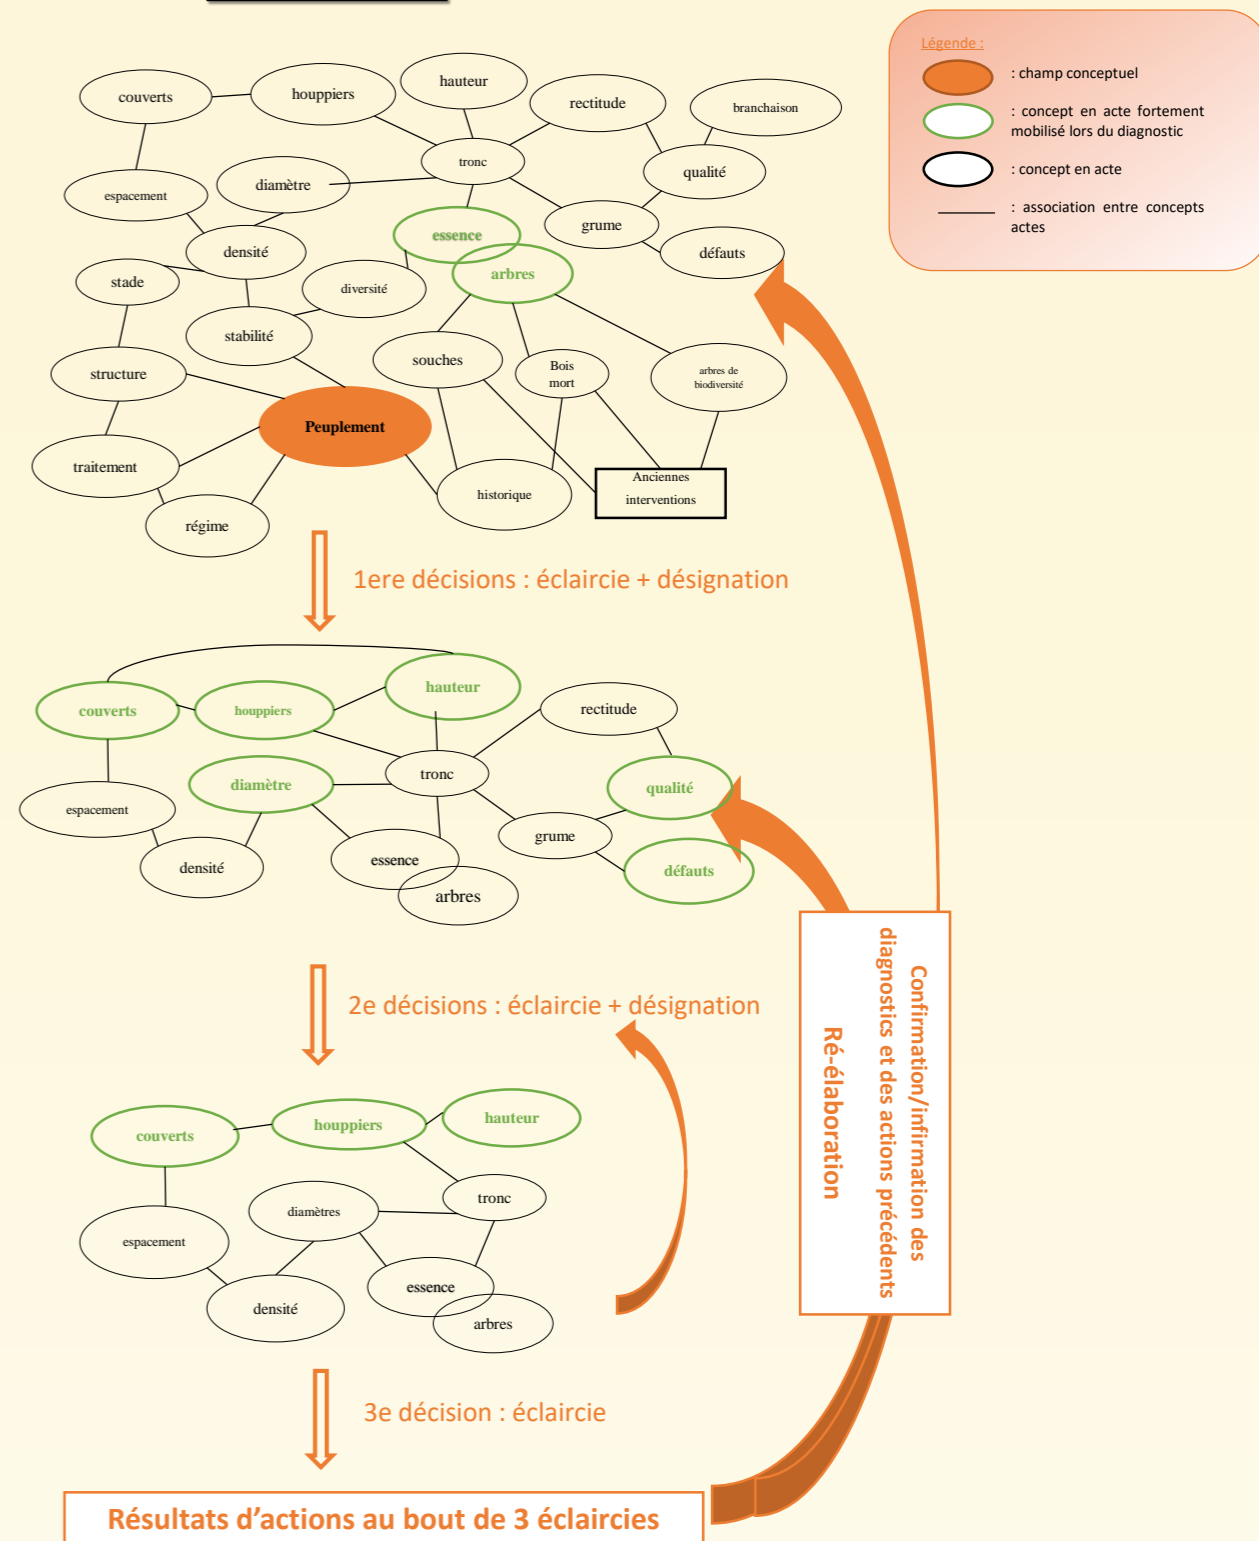 Légende :
: champ conceptuel
: concept en acte fortement
mobilisé lors du diagnostic
: concept en acte
: association entre concepts
actes
couverts
houppiers
hauteur
rectitude
branchaison
tronc
qualité
espacement
diamètre
grume
essence
densité
défauts
arbres
stade
diversité
stabilité
souches
Bois
mort
arbres de
biodiversité
structure
Peuplement
traitement
historique
Anciennes
interventions
régime
1ere décisions : éclaircie + désignation
couverts
houppiers
hauteur
rectitude
tronc
diamètre
qualité
espacement
grume
essence
densité
défauts
arbres
2e décisions : éclaircie + désignation
couverts
houppiers
hauteur
tronc
diamètres
espacement
essence
densité
arbres
Confirmation/infirmation des
diagnostics et des actions précédents
Ré-élaboration
3e décision : éclaircie
Résultats d’actions au bout de 3 éclaircies